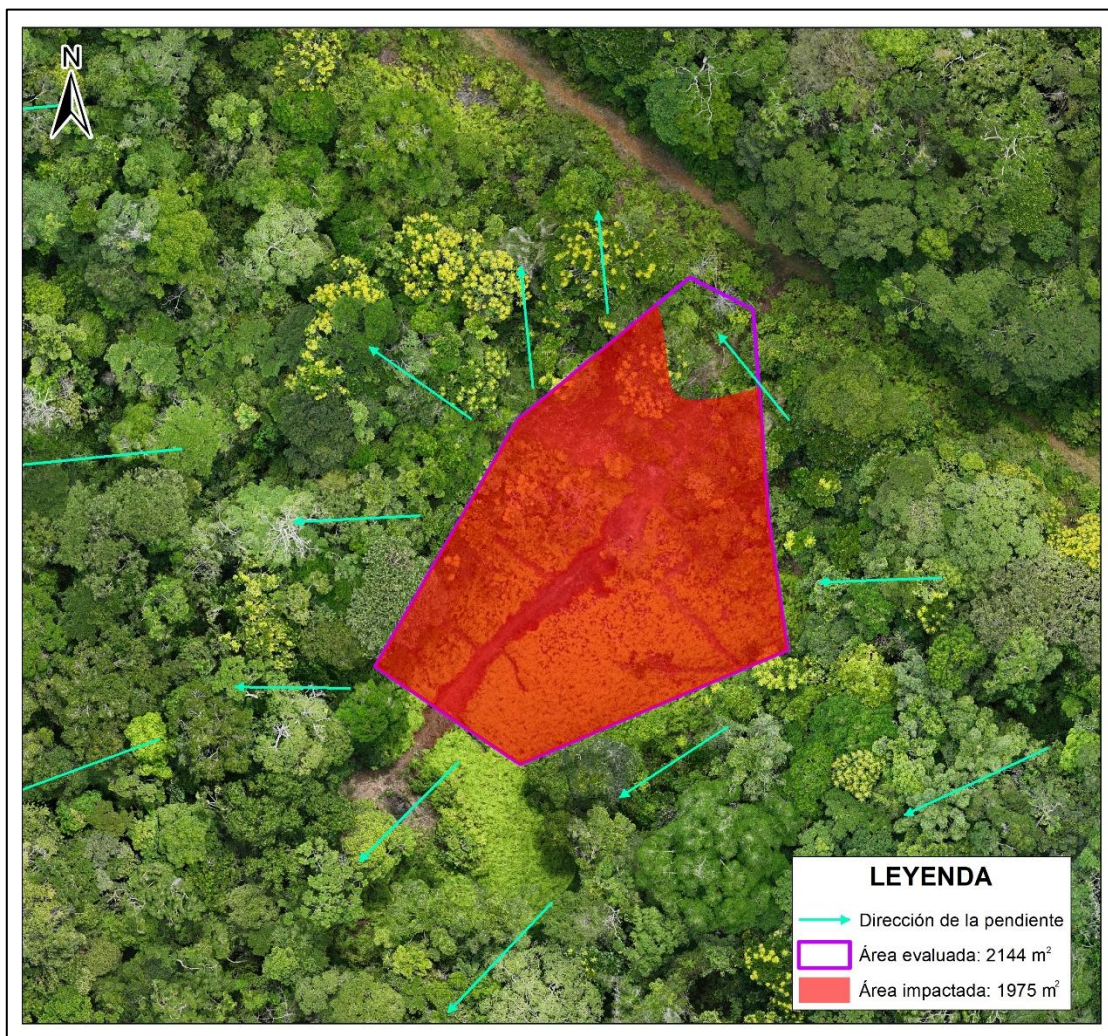 N
LEYENDA
Dirección de la pendiente
Área evaluada: 2144 m²
Área impactada: 1975 m²